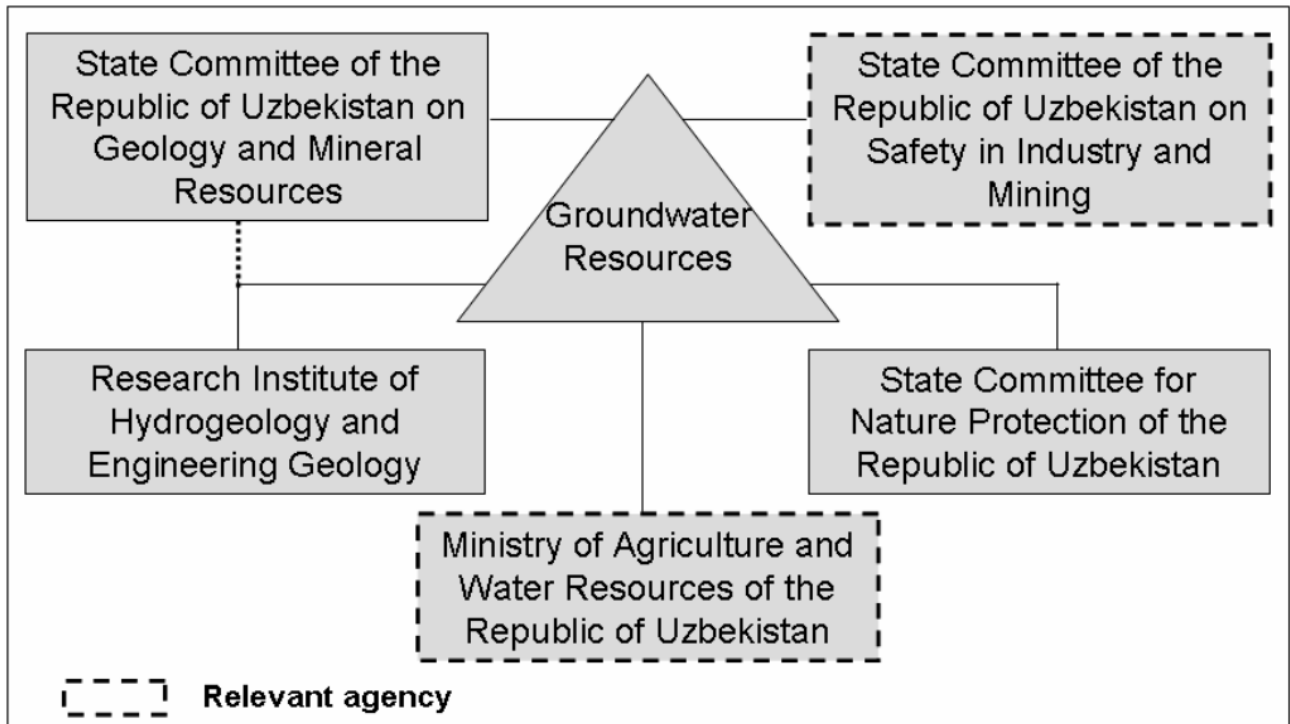 State Committee of the
Republic of Uzbekistan on
Geology and Mineral
Resources
State Committee of the
Republic of Uzbekistan on
Safety in Industry and
Mining
Groundwater
Resources
Research Institute of
Hydrogeology and
Engineering Geology
State Committee for
Nature Protection of the
Republic of Uzbekistan
Ministry of Agriculture and
Water Resources of the
Republic of Uzbekistan
Relevant agency